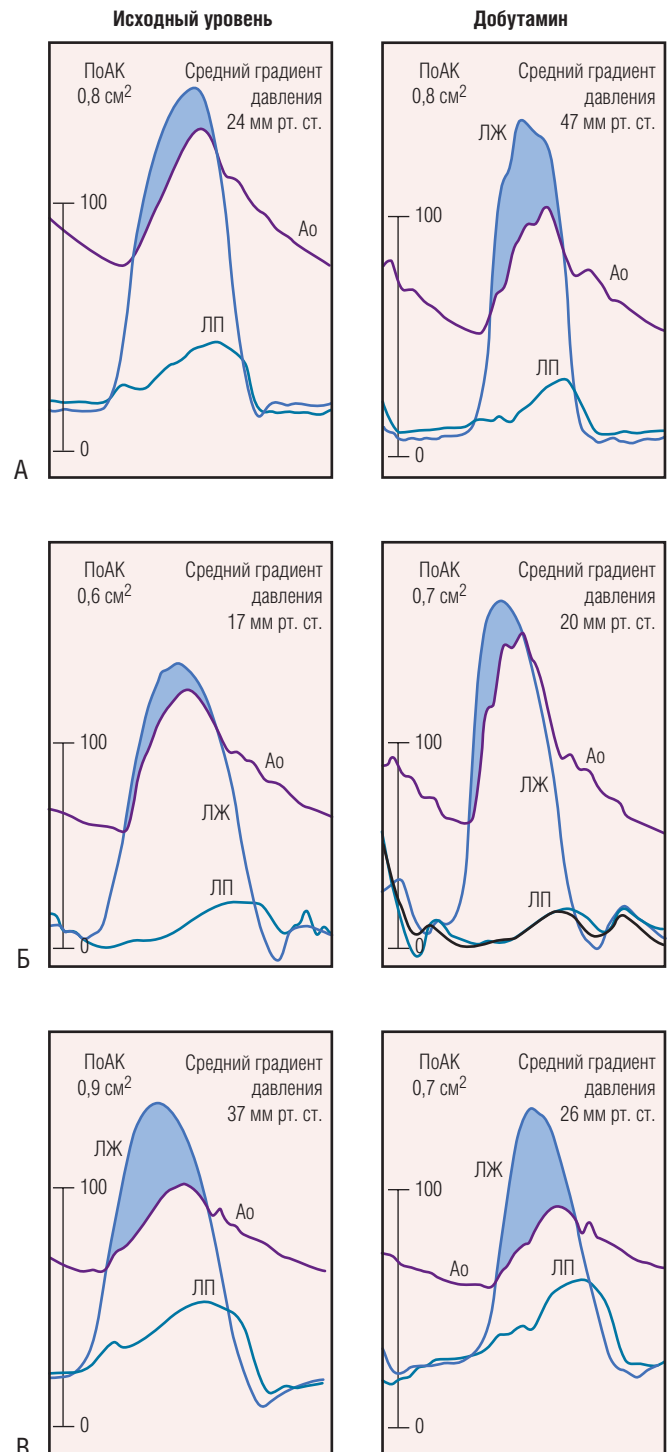 Исходный уровень
Добутамин
ПоАК
0,8 см²
Средний градиент
давления
24 мм рт. ст.
100
Ао
ЛП
0
А
ПоАК
0,8 см²
Средний градиент
давления
47 мм рт. ст.
ЛЖ
100
Ао
ЛП
0
ПоАК
0,6 см²
Средний градиент
давления
17 мм рт. ст.
100
Ао
ЛЖ
ЛП
0
Б
ПоАК
0,7 см²
Средний градиент
давления
20 мм рт. ст.
100
Ао
ЛЖ
ЛП
0
ПоАК
0,9 см²
Средний градиент
давления
37 мм рт. ст.
ЛЖ
100
Ао
ЛП
0
В
ПоАК
0,7 см²
Средний градиент
давления
26 мм рт. ст.
ЛЖ
100
Ао
ЛП
0